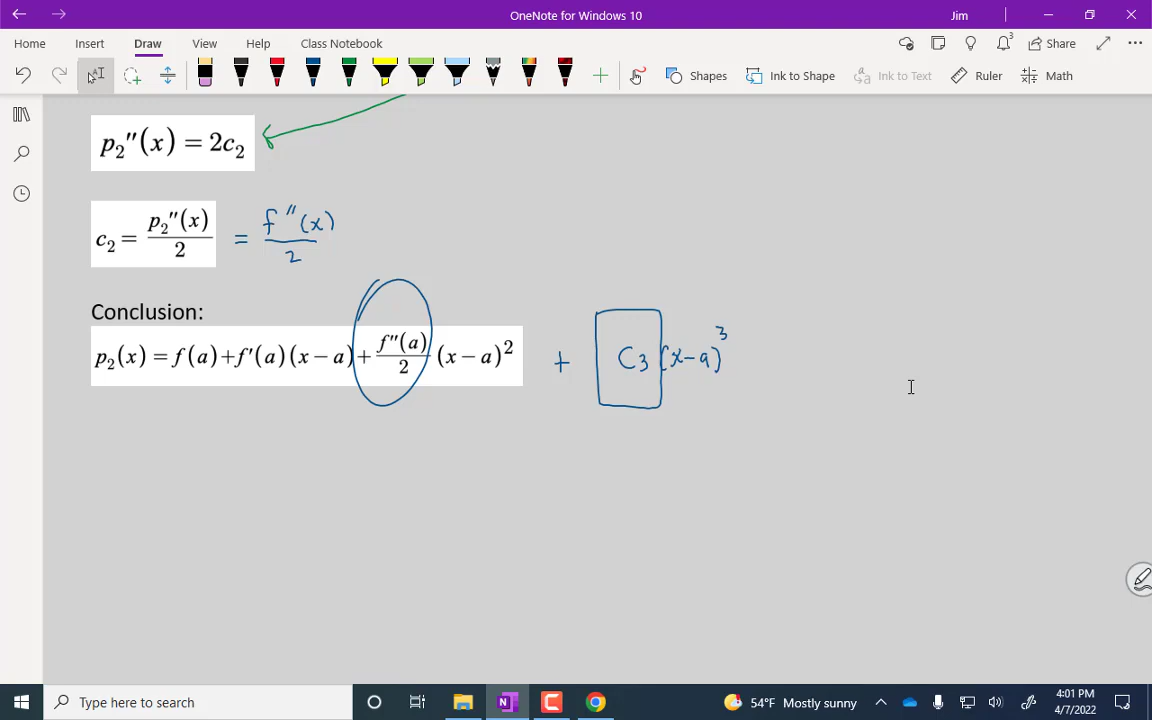 OneNote for Windows 10
Jim
Home Insert Draw View Help Class Notebook
Share
Shapes Ink to Shape Ink to Text Ruler Math
p₂″(x) = 2c₂
c₂ = p₂″(x)/2 = f″(x)/2
Conclusion:
p₂(x) = f(a)+f′(a)(x−a)+f″(a)/2 (x−a)² + C₃(x−a)³
Type here to search
54°F Mostly sunny
4:01 PM
4/7/2022